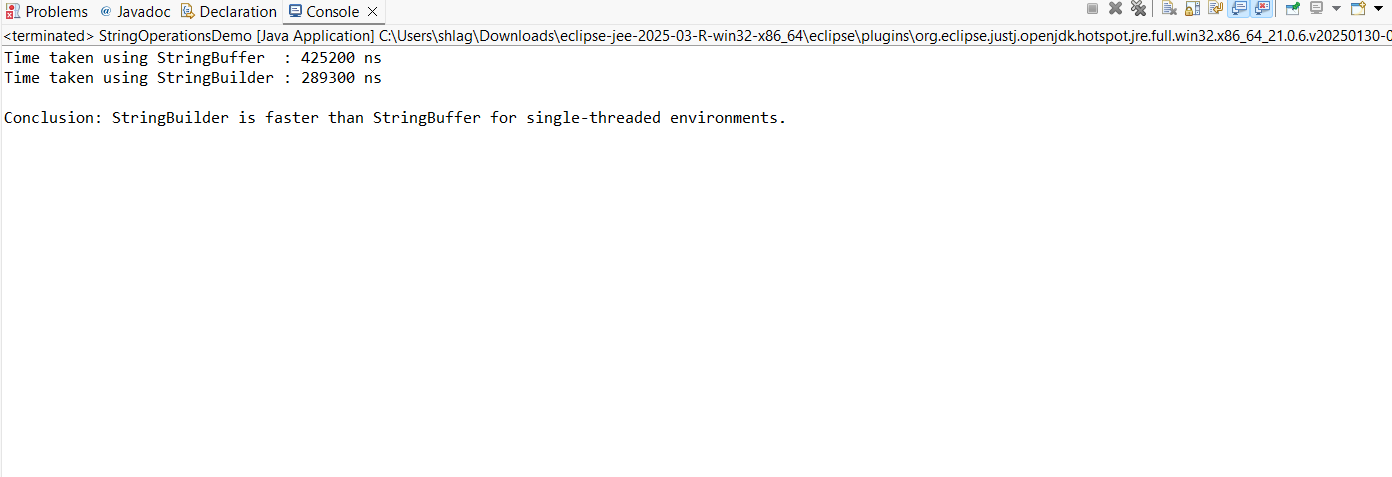 Problems @ Javadoc Declaration Console
<terminated> StringOperationsDemo [Java Application] C:\Users\shlag\Downloads\eclipse-jee-2025-03-R-win32-x86_64\eclipse\plugins\org.eclipse.justj.openjdk.hotspot.jre.full.win32.x86_64_21.0.6.v20250130-0
Time taken using StringBuffer  : 425200 ns
Time taken using StringBuilder : 289300 ns
Conclusion: StringBuilder is faster than StringBuffer for single-threaded environments.